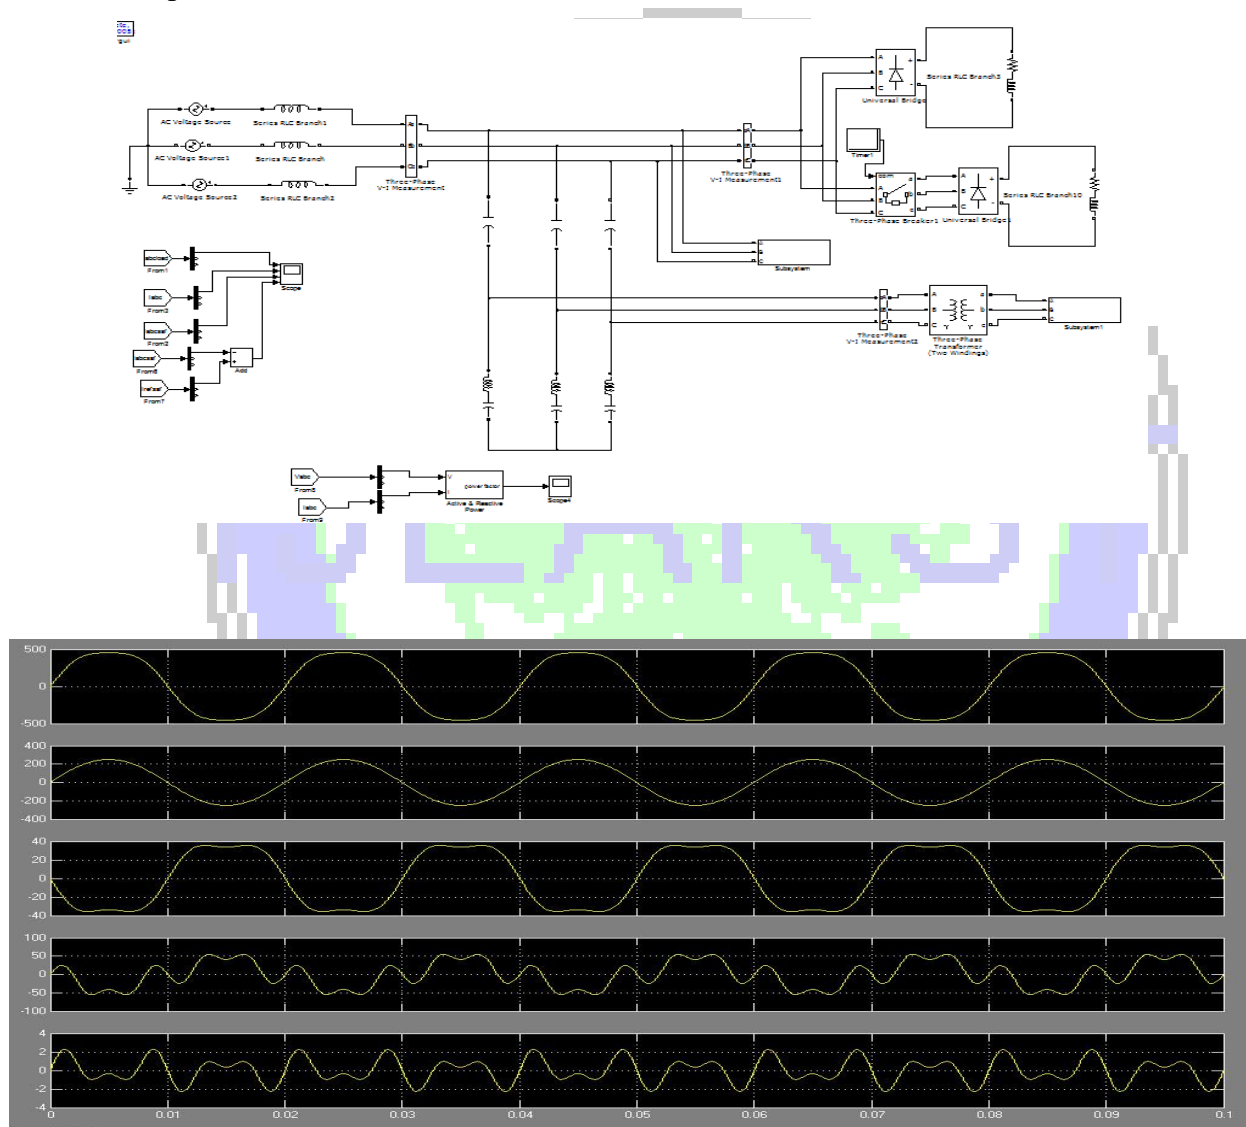 AC Voltage Source
Series RLC Branch1
AC Voltage Source1
Series RLC Branch
AC Voltage Source2
Series RLC Branch2
Three-Phase
V-I Measurement
Three-Phase
V-I Measurement1
A
B
C
+
-
Universal Bridge
Series RLC Branch3
Timer1
com
A
B
C
a
b
c
Three-Phase Breaker1
A
B
C
+
-
Universal Bridge1
Series RLC Branch10
Subsystem
Three-Phase
V-I Measurement2
A
B
C
a
b
c
Three-Phase
Transformer
(Two Windings)
Subsystem1
From1
Iabc
From3
From2
From6
From7
Add
Scope
Vabc
From5
Iabc
From9
V
I
power factor
Active & Reactive
Power
Scope4
500
0
-500
400
200
0
-200
-400
40
20
0
-20
-40
100
50
0
-50
-100
4
2
0
-2
-4
0
0.01
0.02
0.03
0.04
0.05
0.06
0.07
0.08
0.09
0.1